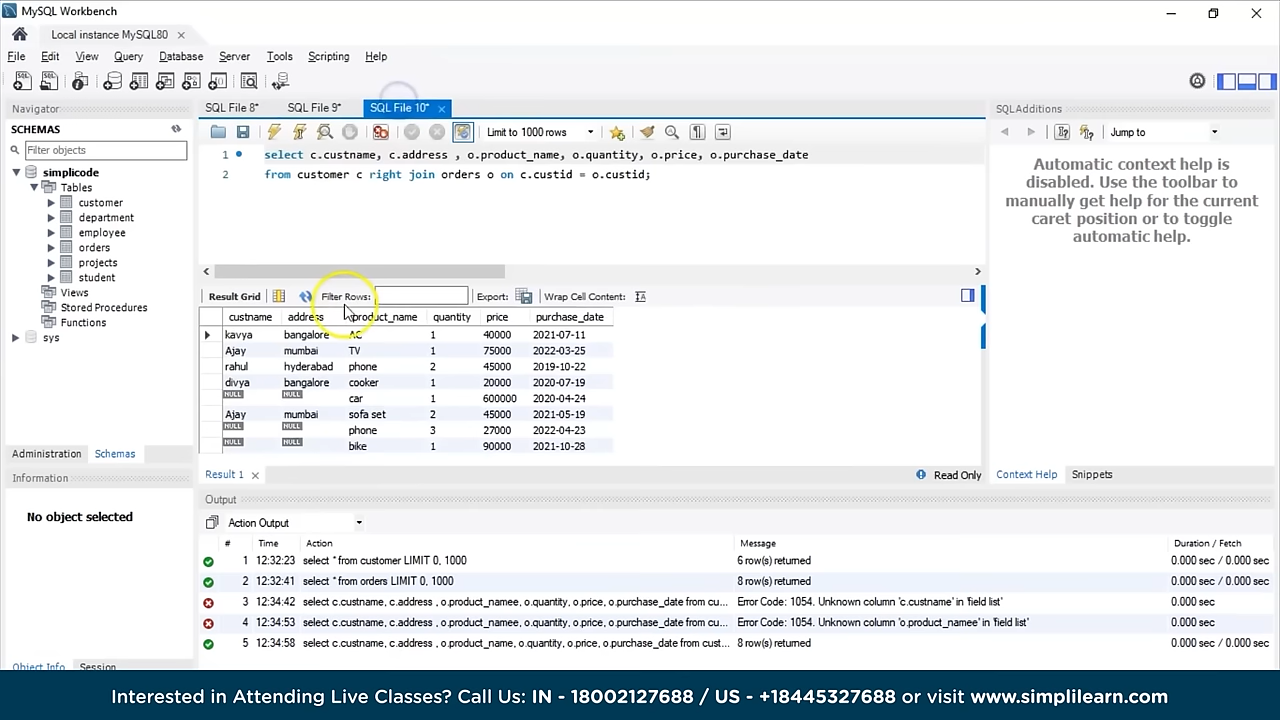 MySQL Workbench
Local instance MySQL80
File Edit View Query Database Server Tools Scripting Help
Navigator
SCHEMAS
Filter objects
simplicode
Tables
customer
department
employee
orders
projects
student
Views
Stored Procedures
Functions
sys
Administration Schemas
Information
No object selected
Object Info Session
SQL File 8* SQL File 9* SQL File 10*
Limit to 1000 rows
1 select c.custname, c.address , o.product_name, o.quantity, o.price, o.purchase_date
2 from customer c right join orders o on c.custid = o.custid;
Result Grid Filter Rows: Export: Wrap Cell Content:
custname address product_name quantity price purchase_date
kavya bangalore AC 1 40000 2021-07-11
Ajay mumbai TV 1 75000 2022-03-25
rahul hyderabad phone 2 45000 2019-10-22
divya bangalore cooker 1 20000 2020-07-19
NULL NULL car 1 600000 2020-04-24
Ajay mumbai sofa set 2 45000 2021-05-19
NULL NULL phone 3 27000 2022-04-23
NULL NULL bike 1 90000 2021-10-28
Result 1
Read Only
SQLAdditions
Jump to
Automatic context help is
disabled. Use the toolbar to
manually get help for the current
caret position or to toggle
automatic help.
Context Help Snippets
Output
Action Output
# Time Action Message Duration / Fetch
1 12:32:23 select * from customer LIMIT 0, 1000 6 row(s) returned 0.000 sec / 0.000 sec
2 12:32:41 select * from orders LIMIT 0, 1000 8 row(s) returned 0.000 sec / 0.000 sec
3 12:34:42 select c.custname, c.address , o.product_namee, o.quantity, o.price, o.purchase_date from cu... Error Code: 1054. Unknown column 'c.custname' in 'field list' 0.000 sec
4 12:34:53 select c.custname, c.address , o.product_namee, o.quantity, o.price, o.purchase_date from cu... Error Code: 1054. Unknown column 'o.product_namee' in 'field list' 0.000 sec
5 12:34:58 select c.custname, c.address , o.product_name, o.quantity, o.price, o.purchase_date from cust... 8 row(s) returned 0.000 sec / 0.000 sec
Interested in Attending Live Classes? Call Us: IN - 18002127688 / US - +18445327688 or visit www.simplilearn.com